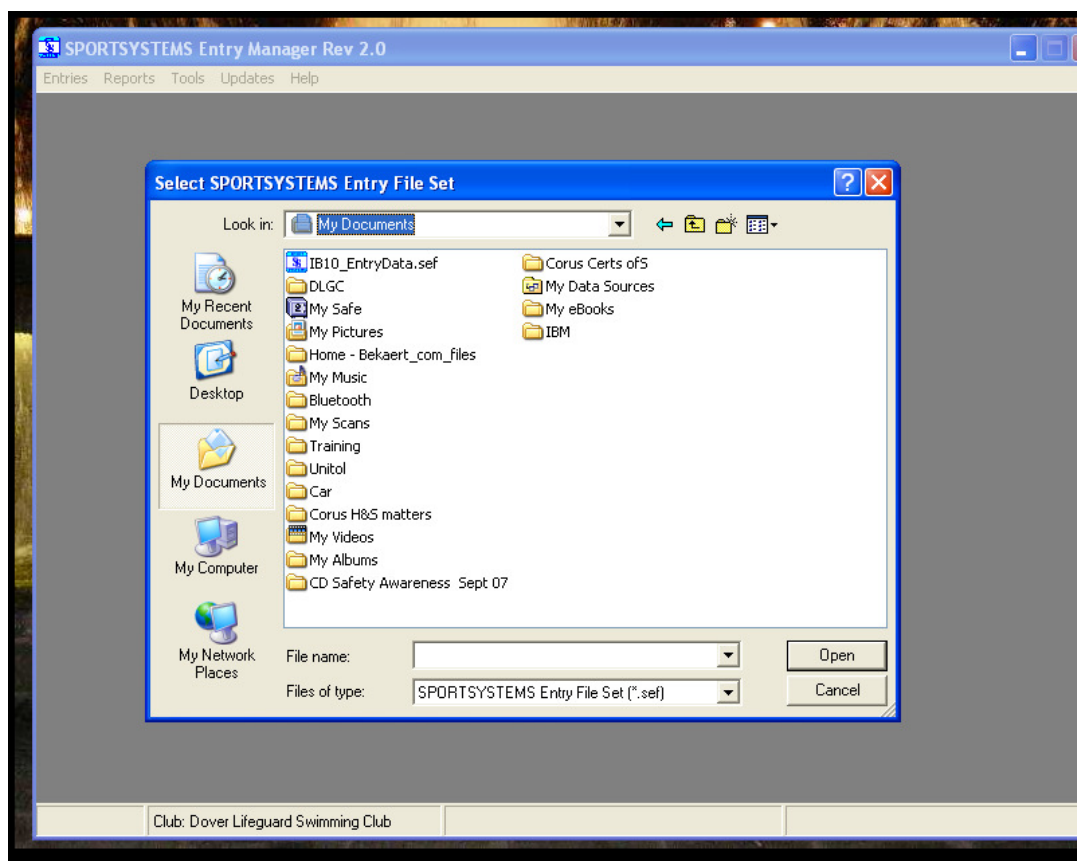 SPORTSYSTEMS Entry Manager Rev 2.0
Entries Reports Tools Updates Help
Select SPORTSYSTEMS Entry File Set
Look in: My Documents
My Recent
Documents
Desktop
My Documents
My Computer
My Network
Places
IB10_EntryData.sef
DLGC
My Safe
My Pictures
Home - Bekaert_com_files
My Music
Bluetooth
My Scans
Training
Unitol
Car
Corus H&S matters
My Videos
My Albums
CD Safety Awareness Sept 07
Corus Certs ofS
My Data Sources
My eBooks
IBM
File name:
Open
Files of type: SPORTSYSTEMS Entry File Set (*.sef)
Cancel
Club: Dover Lifeguard Swimming Club